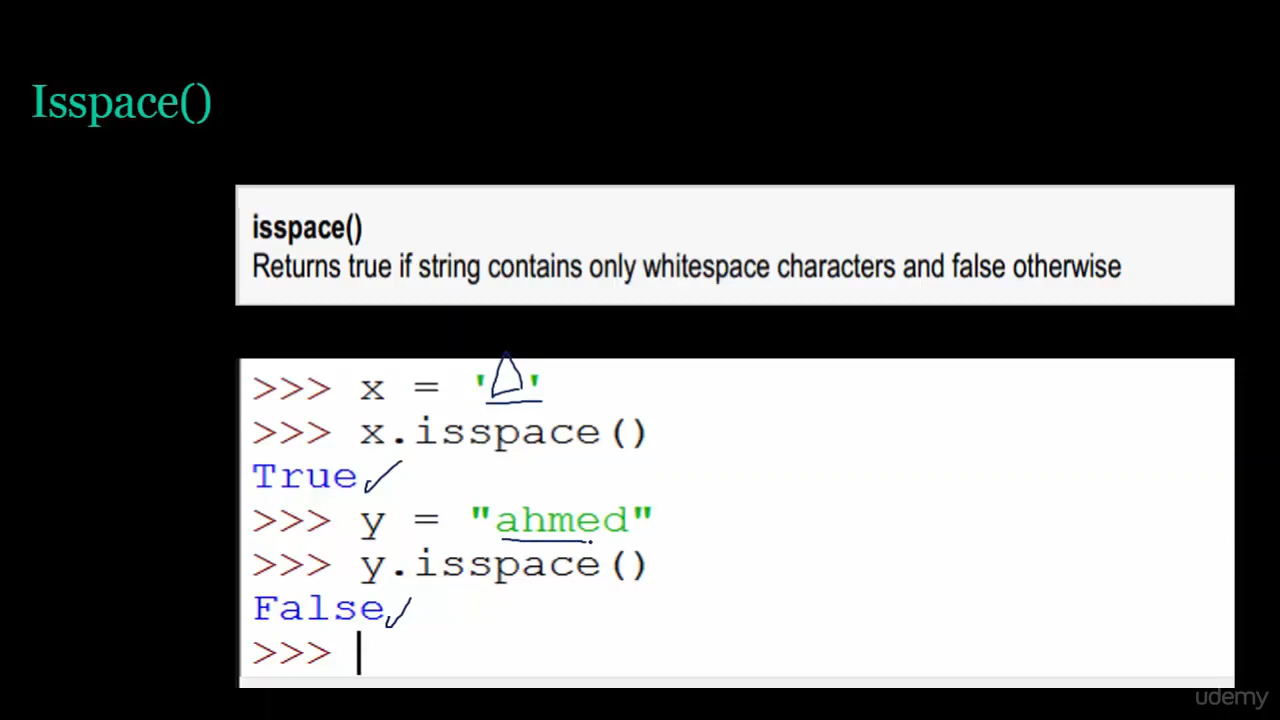 Isspace()
isspace()
Returns true if string contains only whitespace characters and false otherwise
>>> x = ' '
>>> x.isspace()
True
>>> y = "ahmed"
>>> y.isspace()
False
>>>
udemy